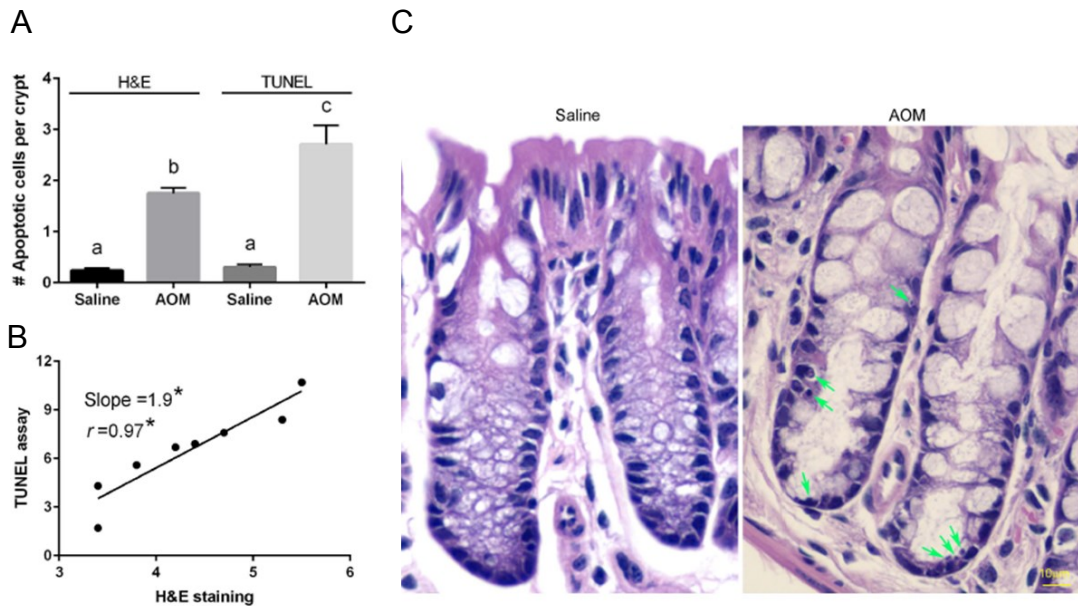 A
H&E
TUNEL
# Apoptotic cells per crypt
4
3
2
1
0
a
b
a
c
Saline
AOM
Saline
AOM
B
TUNEL assay
12
9
6
3
0
Slope =1.9*
r=0.97*
3
4
5
6
H&E staining
C
Saline
AOM
10µm